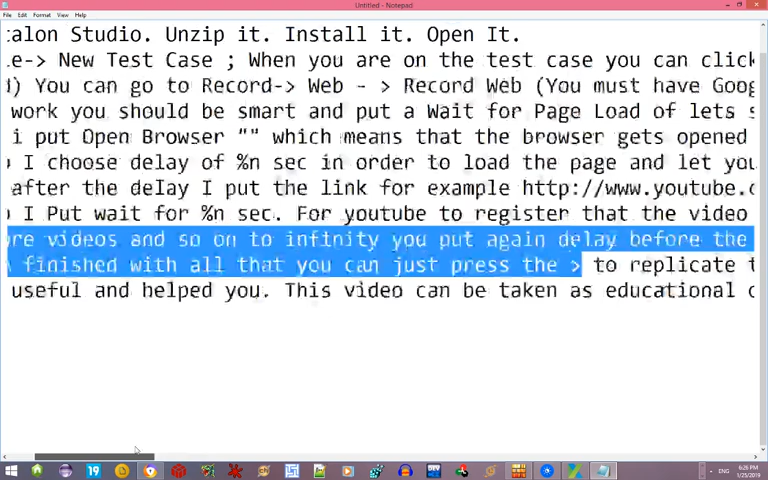 Untitled - Notepad
File Edit Format View Help
:alon Studio. Unzip it. Install it. Open It.
e-> New Test Case ; When you are on the test case you can click
d) You can go to Record-> Web - > Record Web (You must have Goog
work you should be smart and put a Wait for Page Load of lets s
i put Open Browser "" which means that the browser gets opened
I choose delay of %n sec in order to load the page and let you
after the delay I put the link for example http://www.youtube.c
I Put wait for %n sec. For youtube to register that the video
re videos and so on to infinity you put again delay before the
finished with all that you can just press the > to replicate t
useful and helped you. This video can be taken as educational c
19
ENG
6:26 PM
1/25/2019